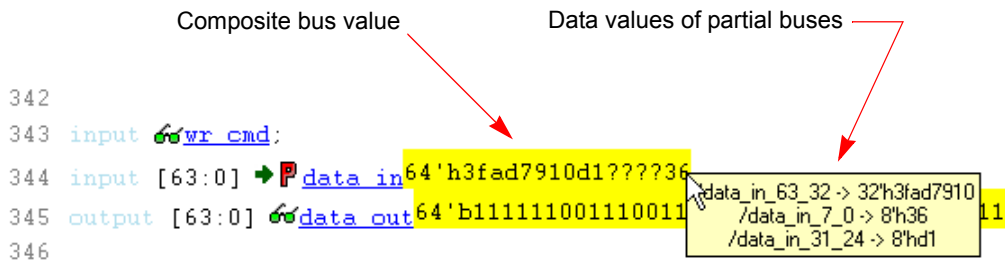 Composite bus value Data values of partial buses
342
343 input wr_cmd;
344 input [63:0] P data_in 64'h3fad7910d1????36
/data_in_63_32 -> 32'h3fad7910
345 output [63:0] data_out 64'b111111001110011 11
/data_in_7_0 -> 8'h36
/data_in_31_24 -> 8'hd1
346